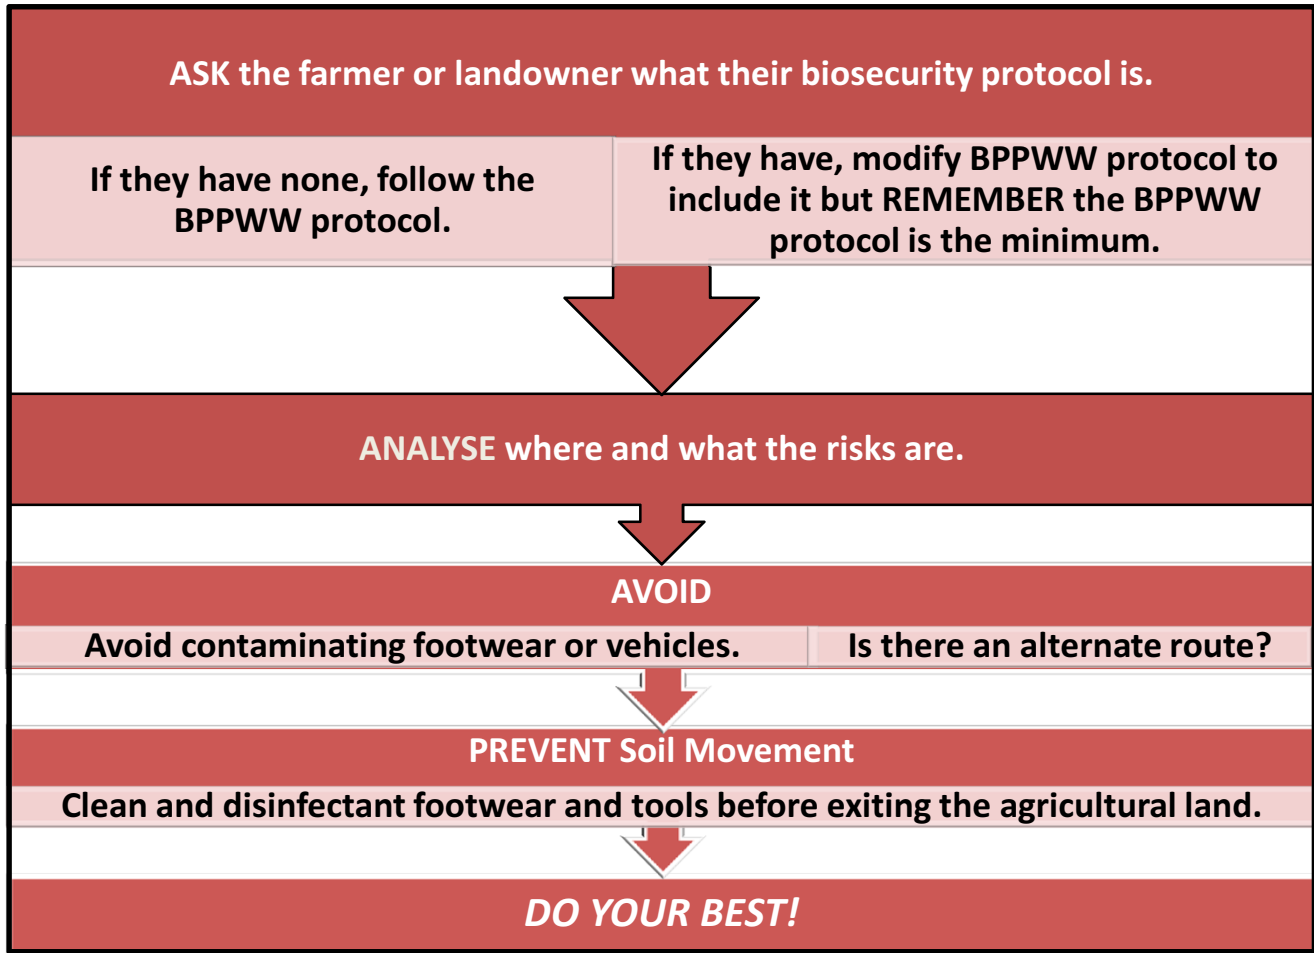 ASK the farmer or landowner what their biosecurity protocol is.
If they have none, follow the
BPPWW protocol.
If they have, modify BPPWW protocol to
include it but REMEMBER the BPPWW
protocol is the minimum.
ANALYSE where and what the risks are.
AVOID
Avoid contaminating footwear or vehicles.
Is there an alternate route?
PREVENT Soil Movement
Clean and disinfectant footwear and tools before exiting the agricultural land.
DO YOUR BEST!